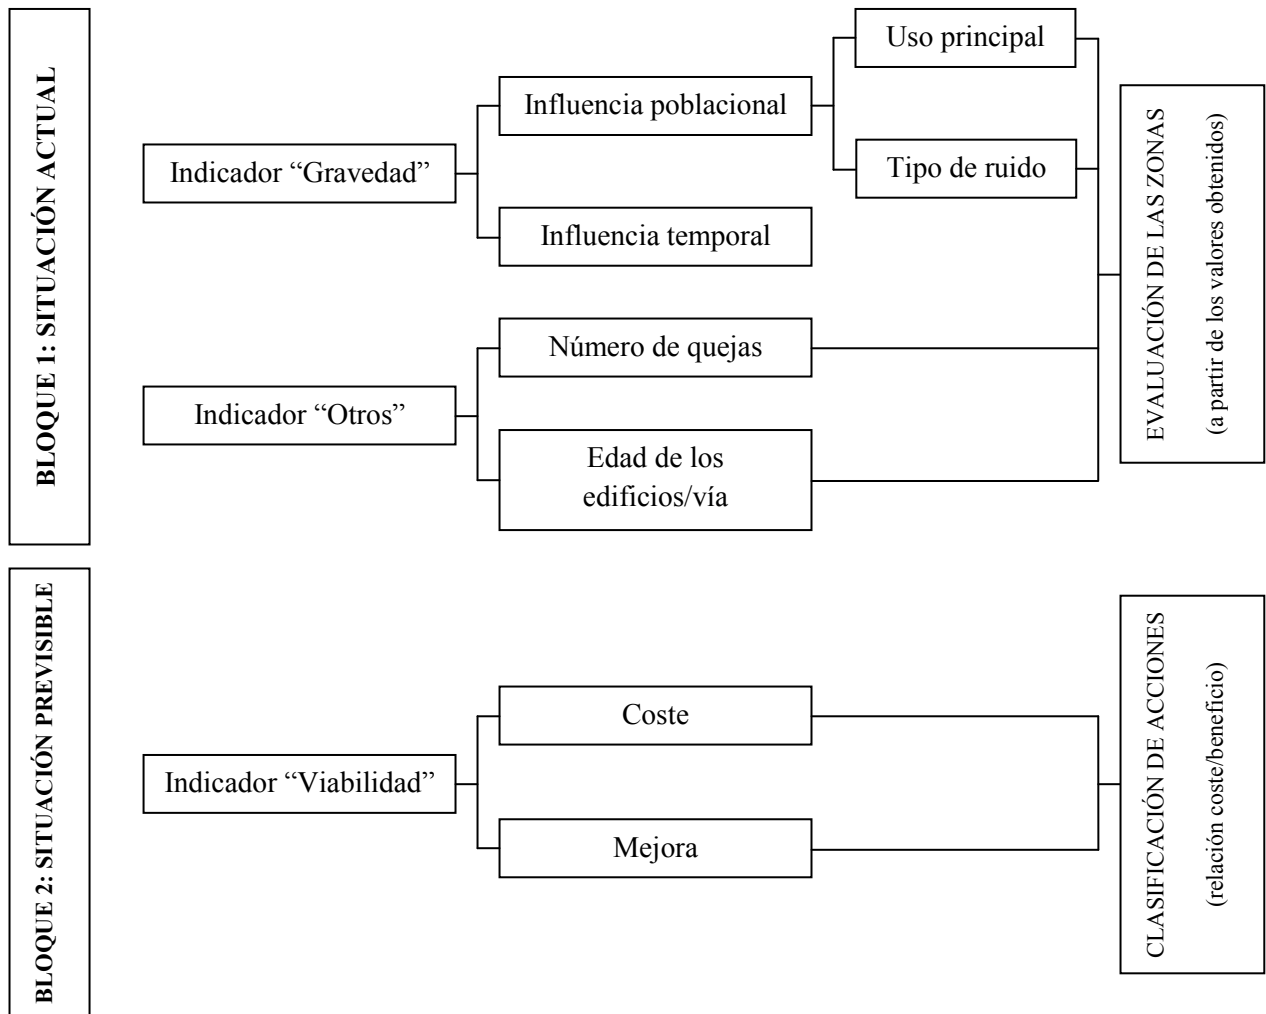 BLOQUE 1: SITUACIÓN ACTUAL
Indicador “Gravedad”
Influencia poblacional
Uso principal
Tipo de ruido
Influencia temporal
Indicador “Otros”
Número de quejas
Edad de los
edificios/vía
EVALUACIÓN DE LAS ZONAS
(a partir de los valores obtenidos)
BLOQUE 2: SITUACIÓN PREVISIBLE
Indicador “Viabilidad”
Coste
Mejora
CLASIFICACIÓN DE ACCIONES
(relación coste/beneficio)